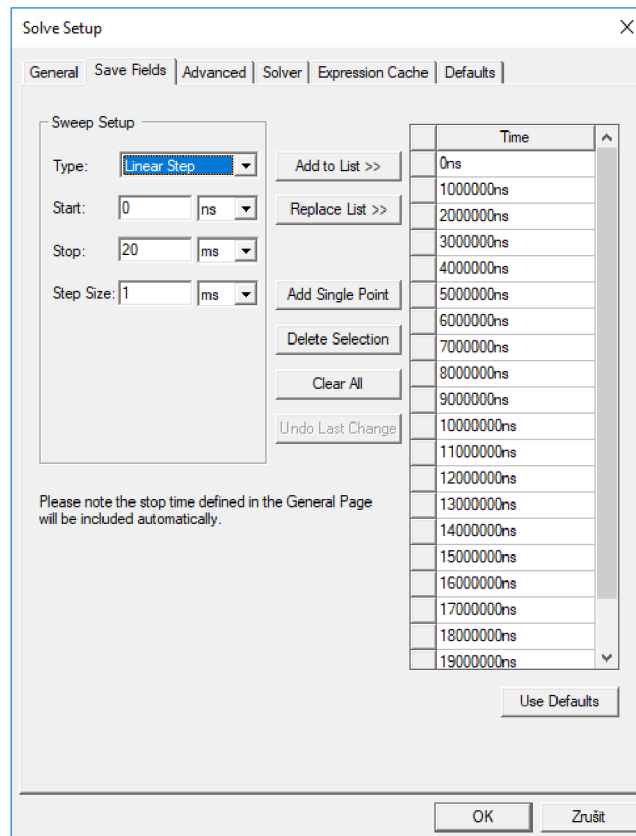 Solve Setup
General Save Fields Advanced Solver Expression Cache Defaults
Sweep Setup
Type: Linear Step
Start: 0 ns
Stop: 20 ms
Step Size: 1 ms
Add to List >>
Replace List >>
Add Single Point
Delete Selection
Clear All
Undo Last Change
Please note the stop time defined in the General Page
will be included automatically.
Time
0ns
1000000ns
2000000ns
3000000ns
4000000ns
5000000ns
6000000ns
7000000ns
8000000ns
9000000ns
10000000ns
11000000ns
12000000ns
13000000ns
14000000ns
15000000ns
16000000ns
17000000ns
18000000ns
19000000ns
Use Defaults
OK Zrušit